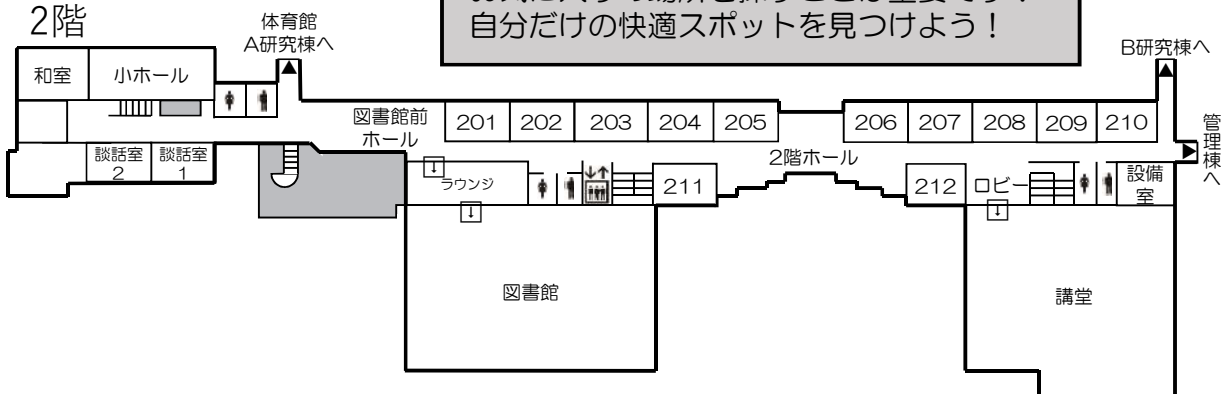 自分だけの快適スポットを見つけよう！
2階
体育館
A研究棟へ
B研究棟へ
和室
小ホール
図書館前
ホール
201
202
203
204
205
206
207
208
209
210
管理棟へ
談話室
2
談話室
1
2階ホール
ラウンジ
211
212
ロビー
設備
室
図書館
講堂